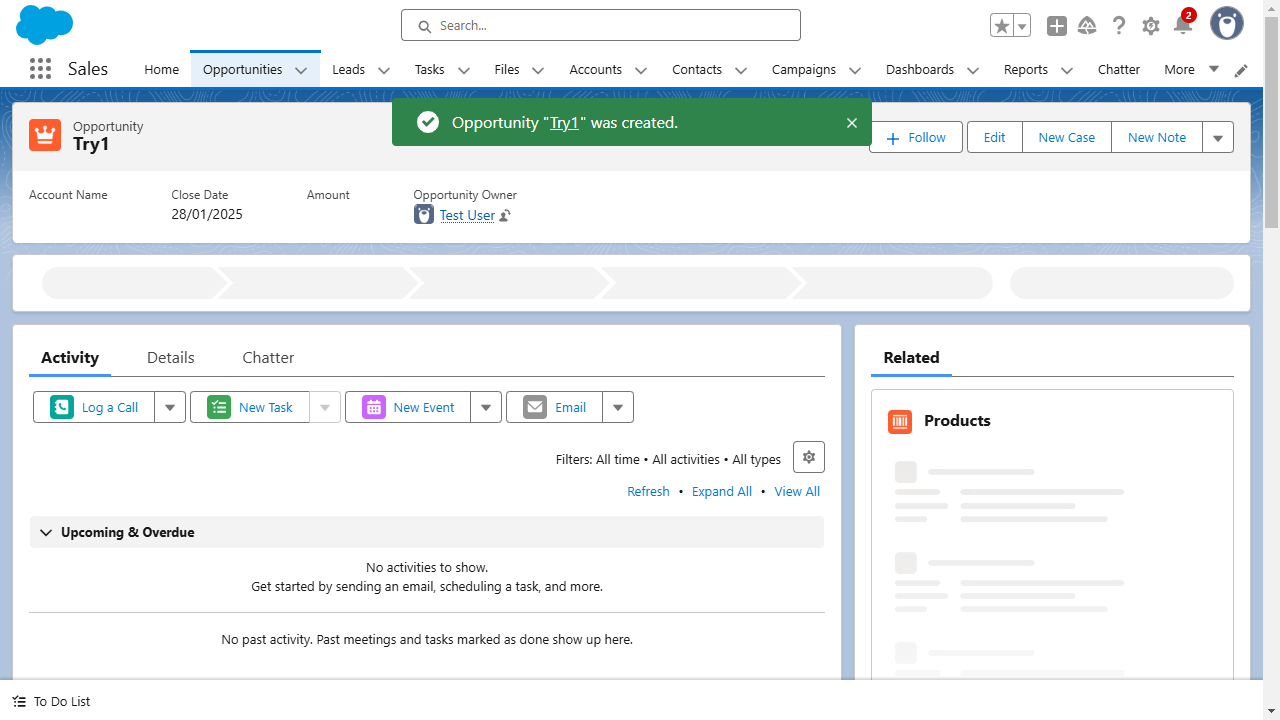 Search...
2
Sales
Home
Opportunities
Leads
Tasks
Files
Accounts
Contacts
Campaigns
Dashboards
Reports
Chatter
More
Opportunity
Try1
Opportunity "Try1" was created.
Follow
Edit
New Case
New Note
Account Name
Close Date
28/01/2025
Amount
Opportunity Owner
Test User
Activity
Details
Chatter
Log a Call
New Task
New Event
Email
Filters: All time • All activities • All types
Refresh • Expand All • View All
Upcoming & Overdue
No activities to show.
Get started by sending an email, scheduling a task, and more.
No past activity. Past meetings and tasks marked as done show up here.
Related
Products
To Do List